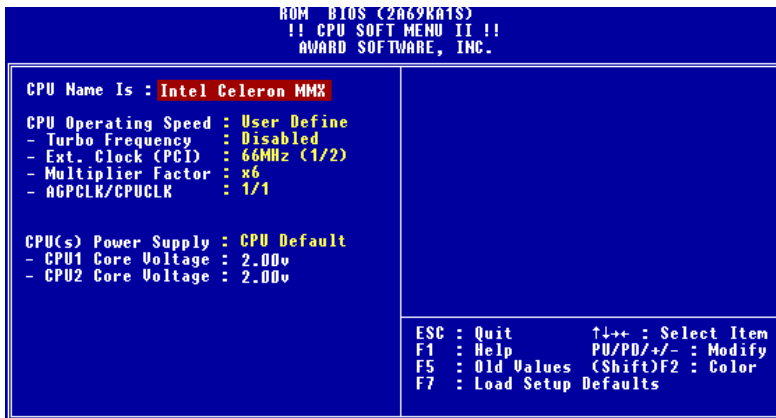 ROM BIOS (2A69KA1S)
!! CPU SOFT MENU II !!
AWARD SOFTWARE, INC.
CPU Name Is : Intel Celeron MMX
CPU Operating Speed : User Define
- Turbo Frequency : Disabled
- Ext. Clock (PCI) : 66MHz (1/2)
- Multiplier Factor : x6
- AGPCLK/CPUCLK : 1/1
CPU(s) Power Supply : CPU Default
- CPU1 Core Voltage : 2.00v
- CPU2 Core Voltage : 2.00v
ESC : Quit ↑↓→← : Select Item
F1 : Help PU/PD/+/- : Modify
F5 : Old Values (Shift)F2 : Color
F7 : Load Setup Defaults